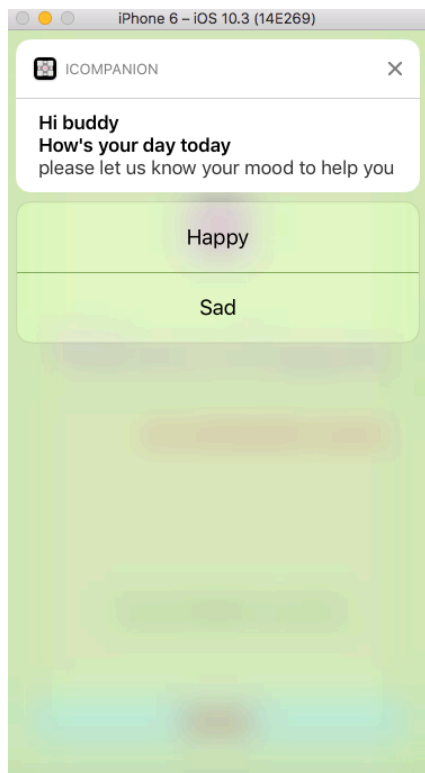 iPhone 6 – iOS 10.3 (14E269)
ICOMPANION
Hi buddy
How's your day today
please let us know your mood to help you
Happy
Sad